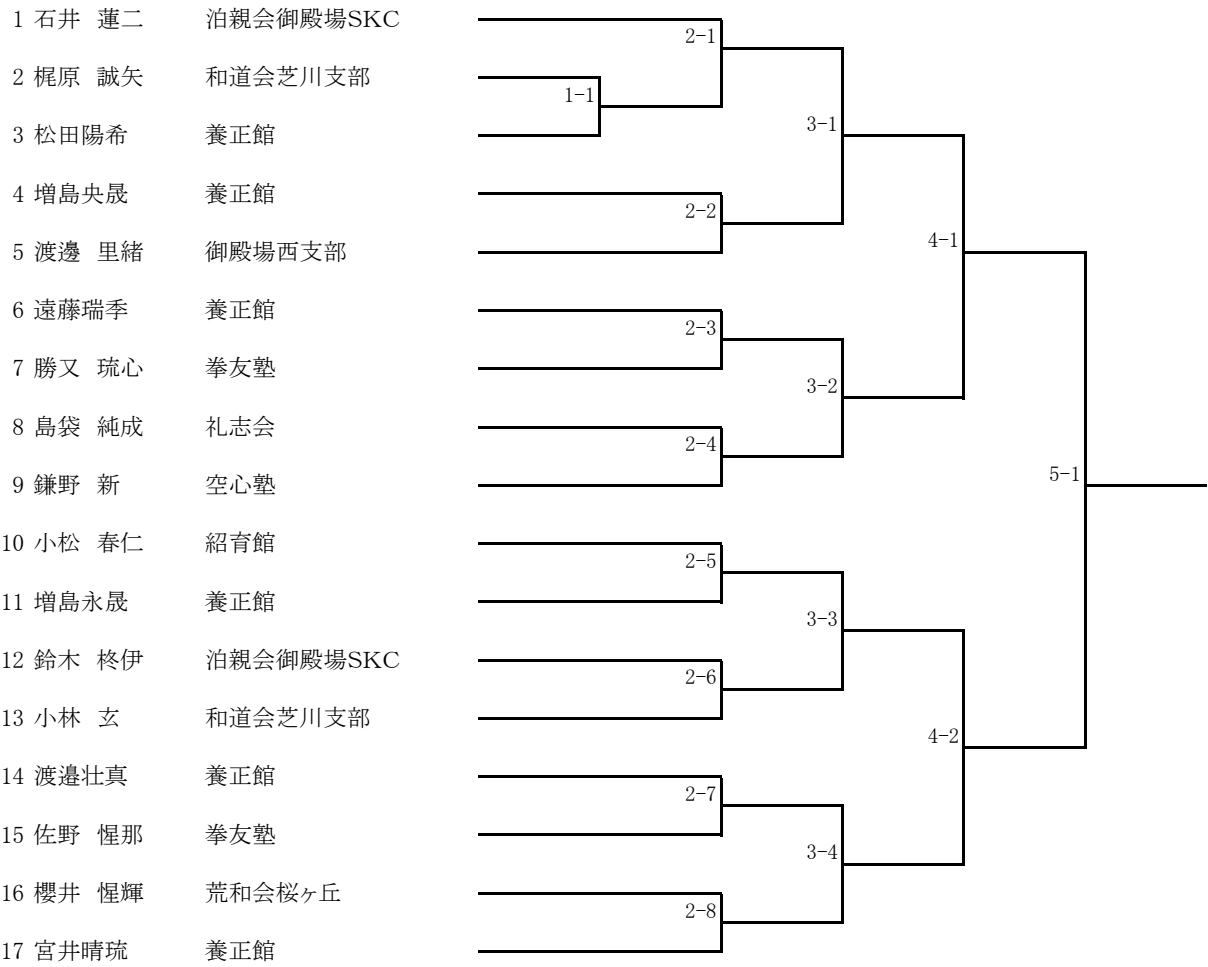 1 石井 蓮二 泊親会御殿場SKC
2-1
2 梶原 誠矢 和道会芝川支部
1-1
3 松田陽希 養正館
3-1
4 増島央晟 養正館
2-2
5 渡邊 里緒 御殿場西支部
4-1
6 遠藤瑞季 養正館
2-3
7 勝又 琉心 拳友塾
3-2
8 島袋 純成 礼志会
2-4
9 鎌野 新 空心塾
5-1
10 小松 春仁 紹育館
2-5
11 増島永晟 養正館
3-3
12 鈴木 柊伊 泊親会御殿場SKC
2-6
13 小林 玄 和道会芝川支部
4-2
14 渡邉壮真 養正館
2-7
15 佐野 惺那 拳友塾
3-4
16 櫻井 惺輝 荒和会桜ヶ丘
2-8
17 宮井晴琉 養正館